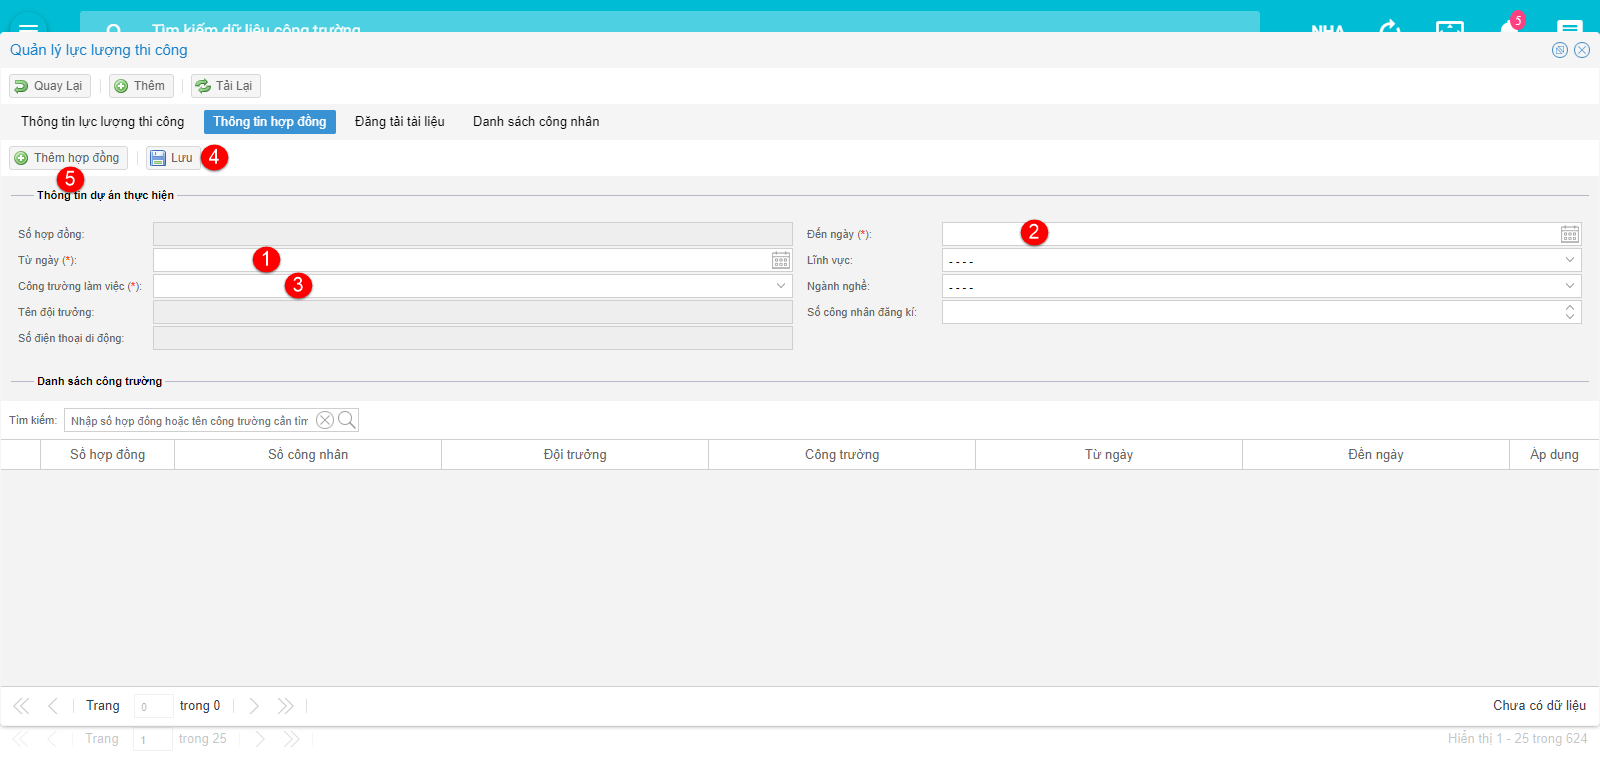 Tìm kiếm dữ liệu công trường
NHA
5
Quản lý lực lượng thi công
Quay Lại
Thêm
Tải Lại
Thông tin lực lượng thi công
Thông tin hợp đồng
Đăng tải tài liệu
Danh sách công nhân
Thêm hợp đồng
Lưu
4
5
Thông tin dự án thực hiện
Số hợp đồng:
Đến ngày (*):
2
Từ ngày (*):
1
Lĩnh vực:
----
Công trường làm việc (*):
3
Ngành nghề:
----
Tên đội trưởng:
Số công nhân đăng kí:
Số điện thoại di động:
Danh sách công trường
Tìm kiếm:
Nhập số hợp đồng hoặc tên công trường cần tìm
Số hợp đồng
Số công nhân
Đội trưởng
Công trường
Từ ngày
Đến ngày
Áp dụng
Trang
0
trong 0
Chưa có dữ liệu
Trang
1
trong 25
Hiển thị 1 - 25 trong 624